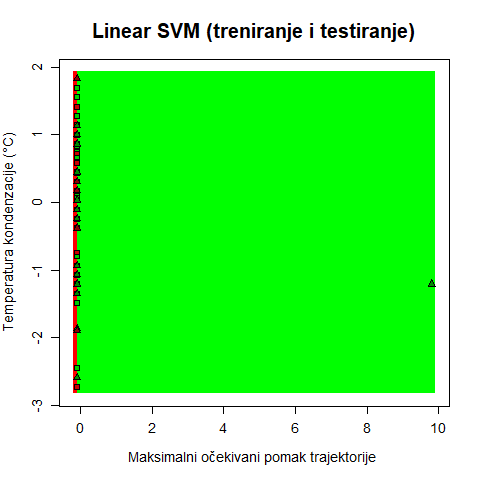 Linear SVM (treniranje i testiranje)
Temperatura kondenzacije (°C)
2
1
0
-1
-2
-3
0 2 4 6 8 10
Maksimalni očekivani pomak trajektorije